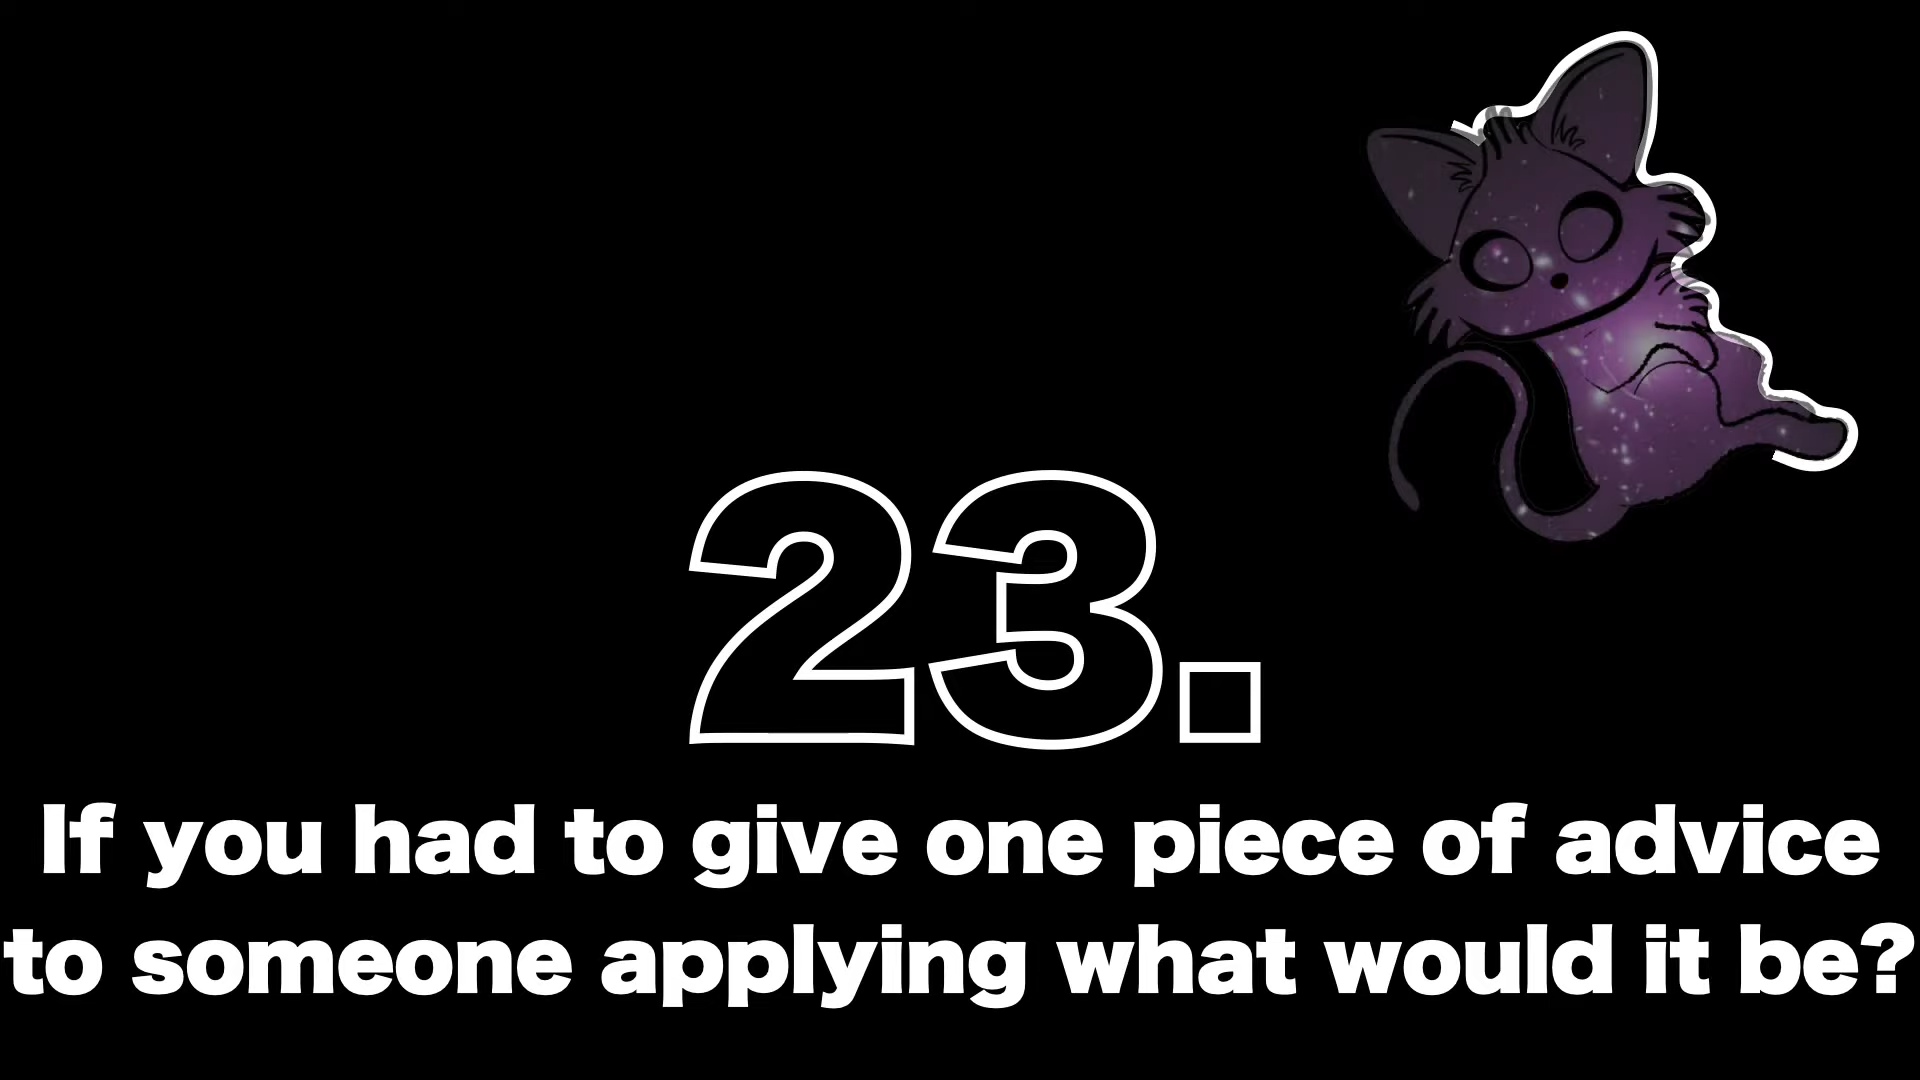 23.
If you had to give one piece of advice
to someone applying what would it be?